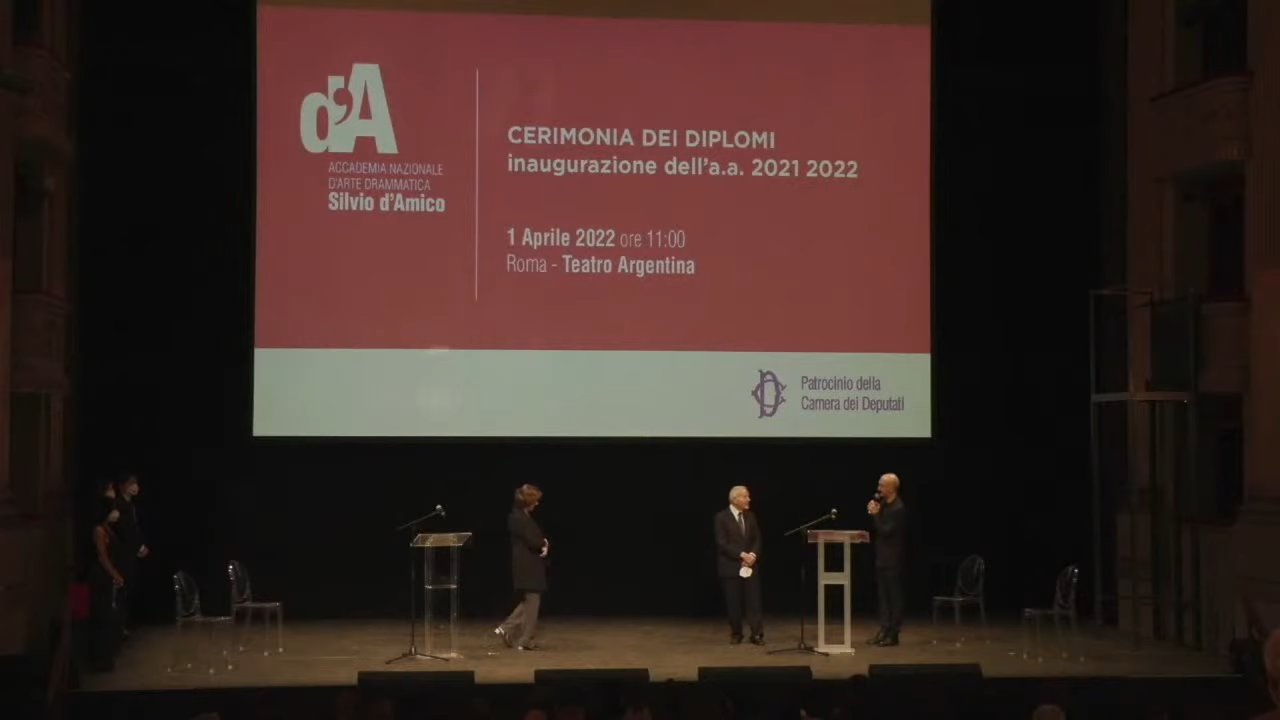 d'A
ACCADEMIA NAZIONALE
D'ARTE DRAMMATICA
Silvio d'Amico
CERIMONIA DEI DIPLOMI
inaugurazione dell'a.a. 2021 2022
1 Aprile 2022 ore 11:00
Roma - Teatro Argentina
Patrocinio della
Camera dei Deputati